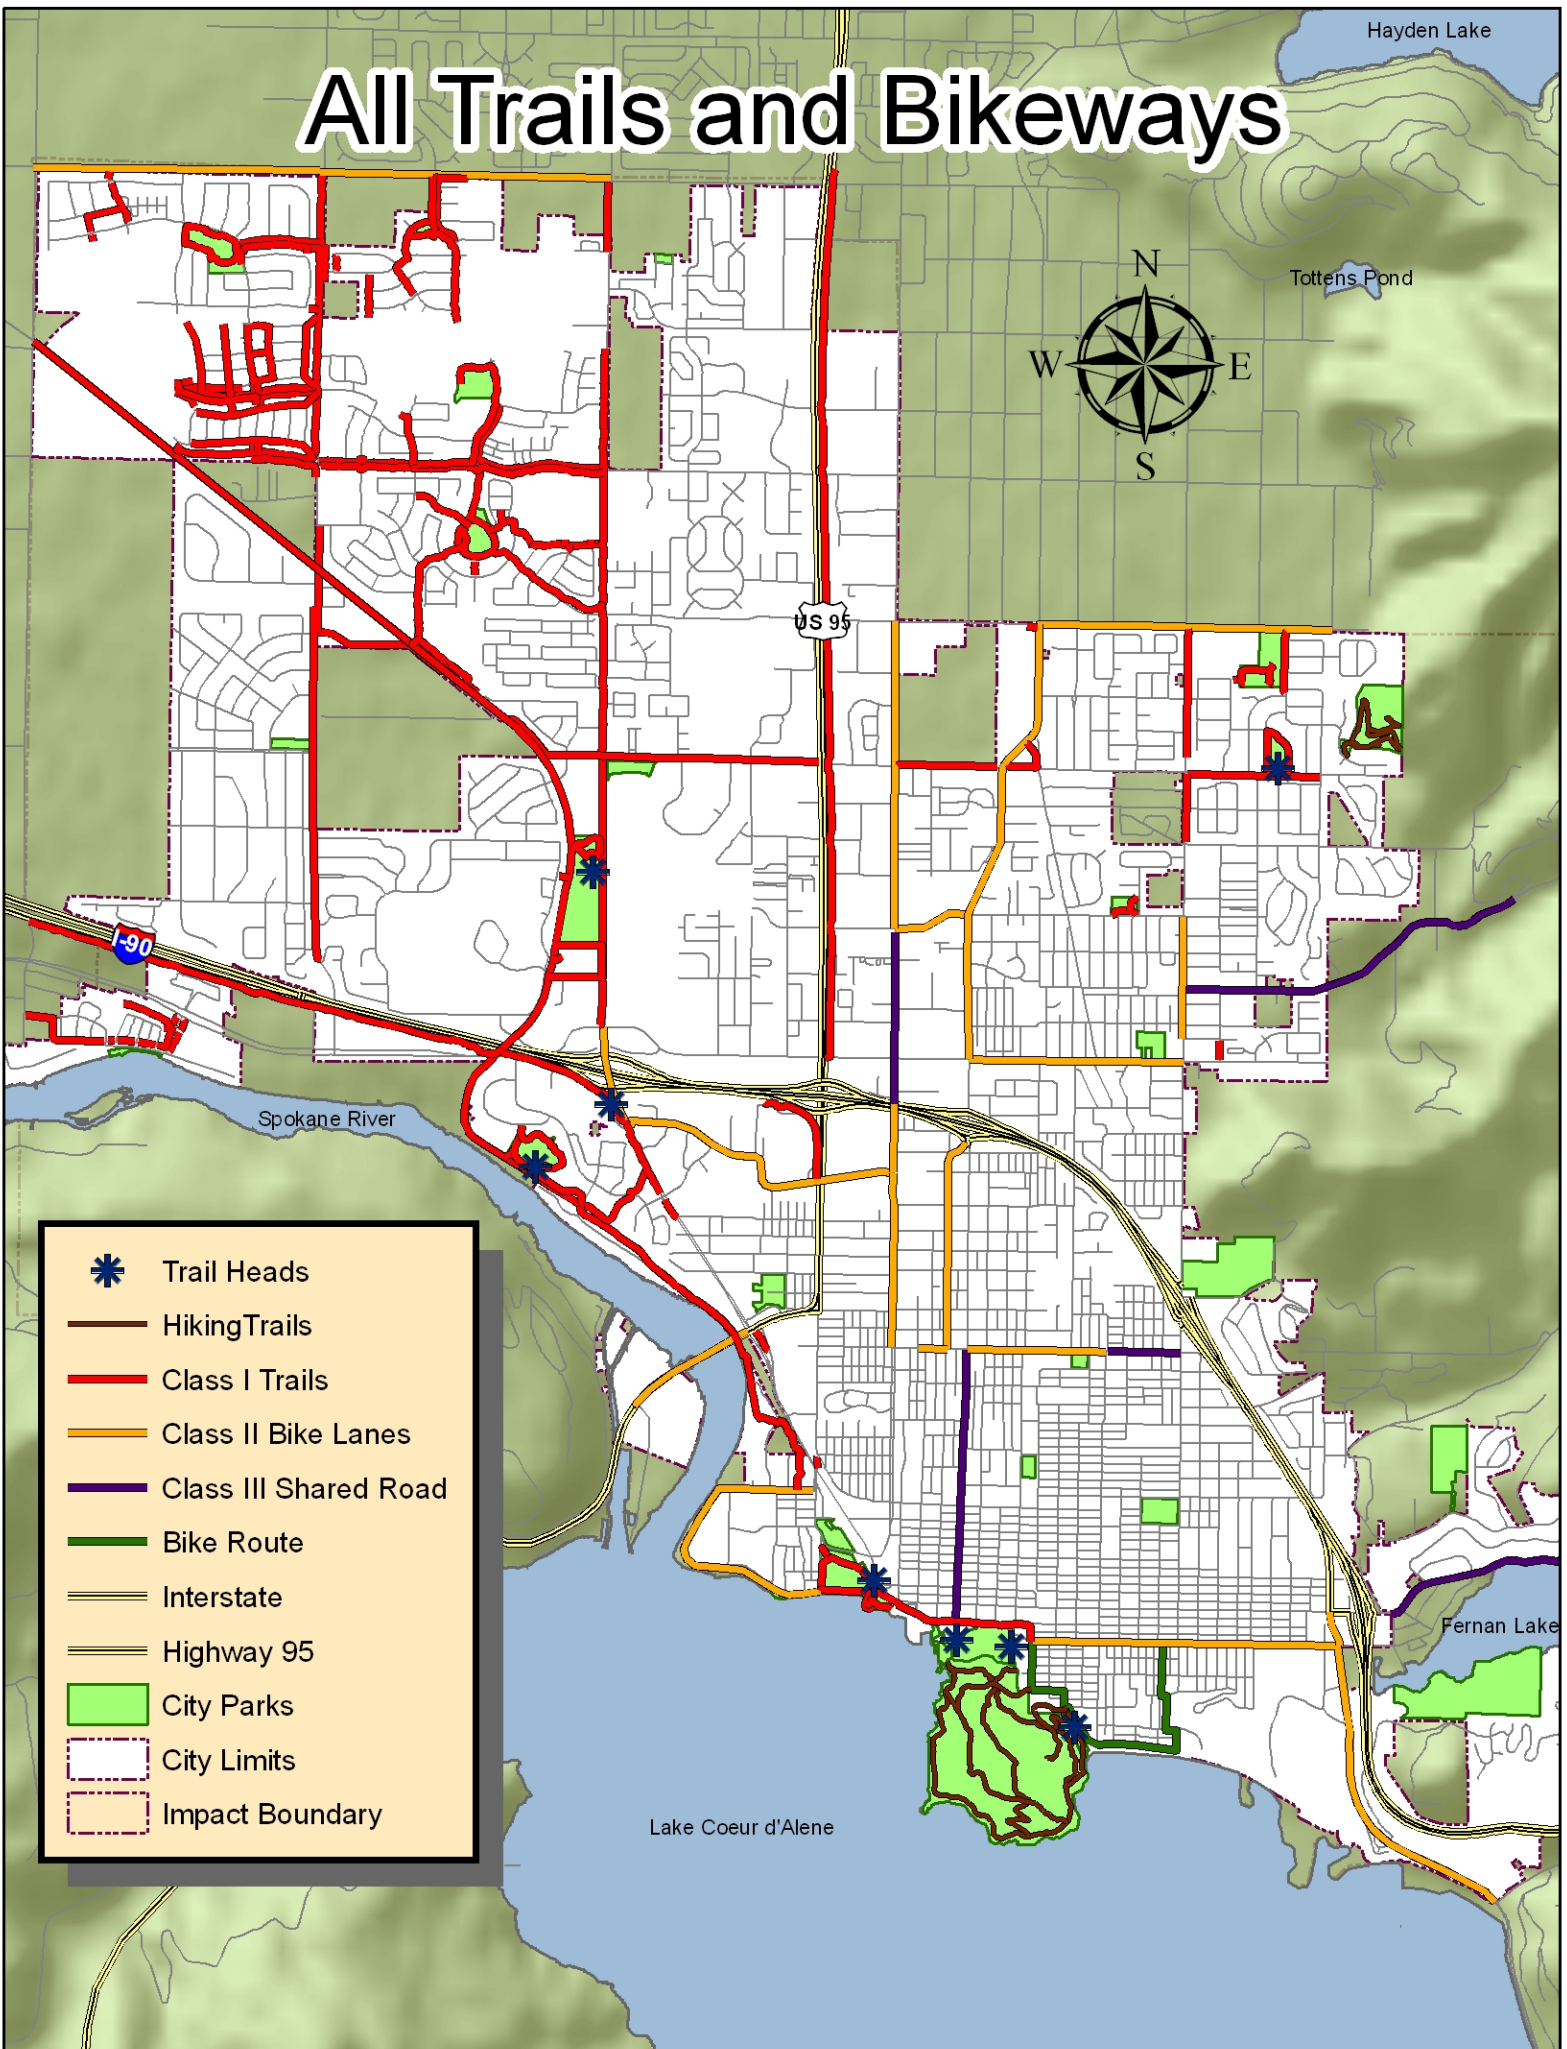 Hayden Lake
All Trails and Bikeways
Tottens Pond
N
W E
S
US 95
I-90
Spokane River
Trail Heads
HikingTrails
Class I Trails
Class II Bike Lanes
Class III Shared Road
Bike Route
Interstate
Highway 95
City Parks
City Limits
Impact Boundary
Fernan Lake
Lake Coeur d'Alene